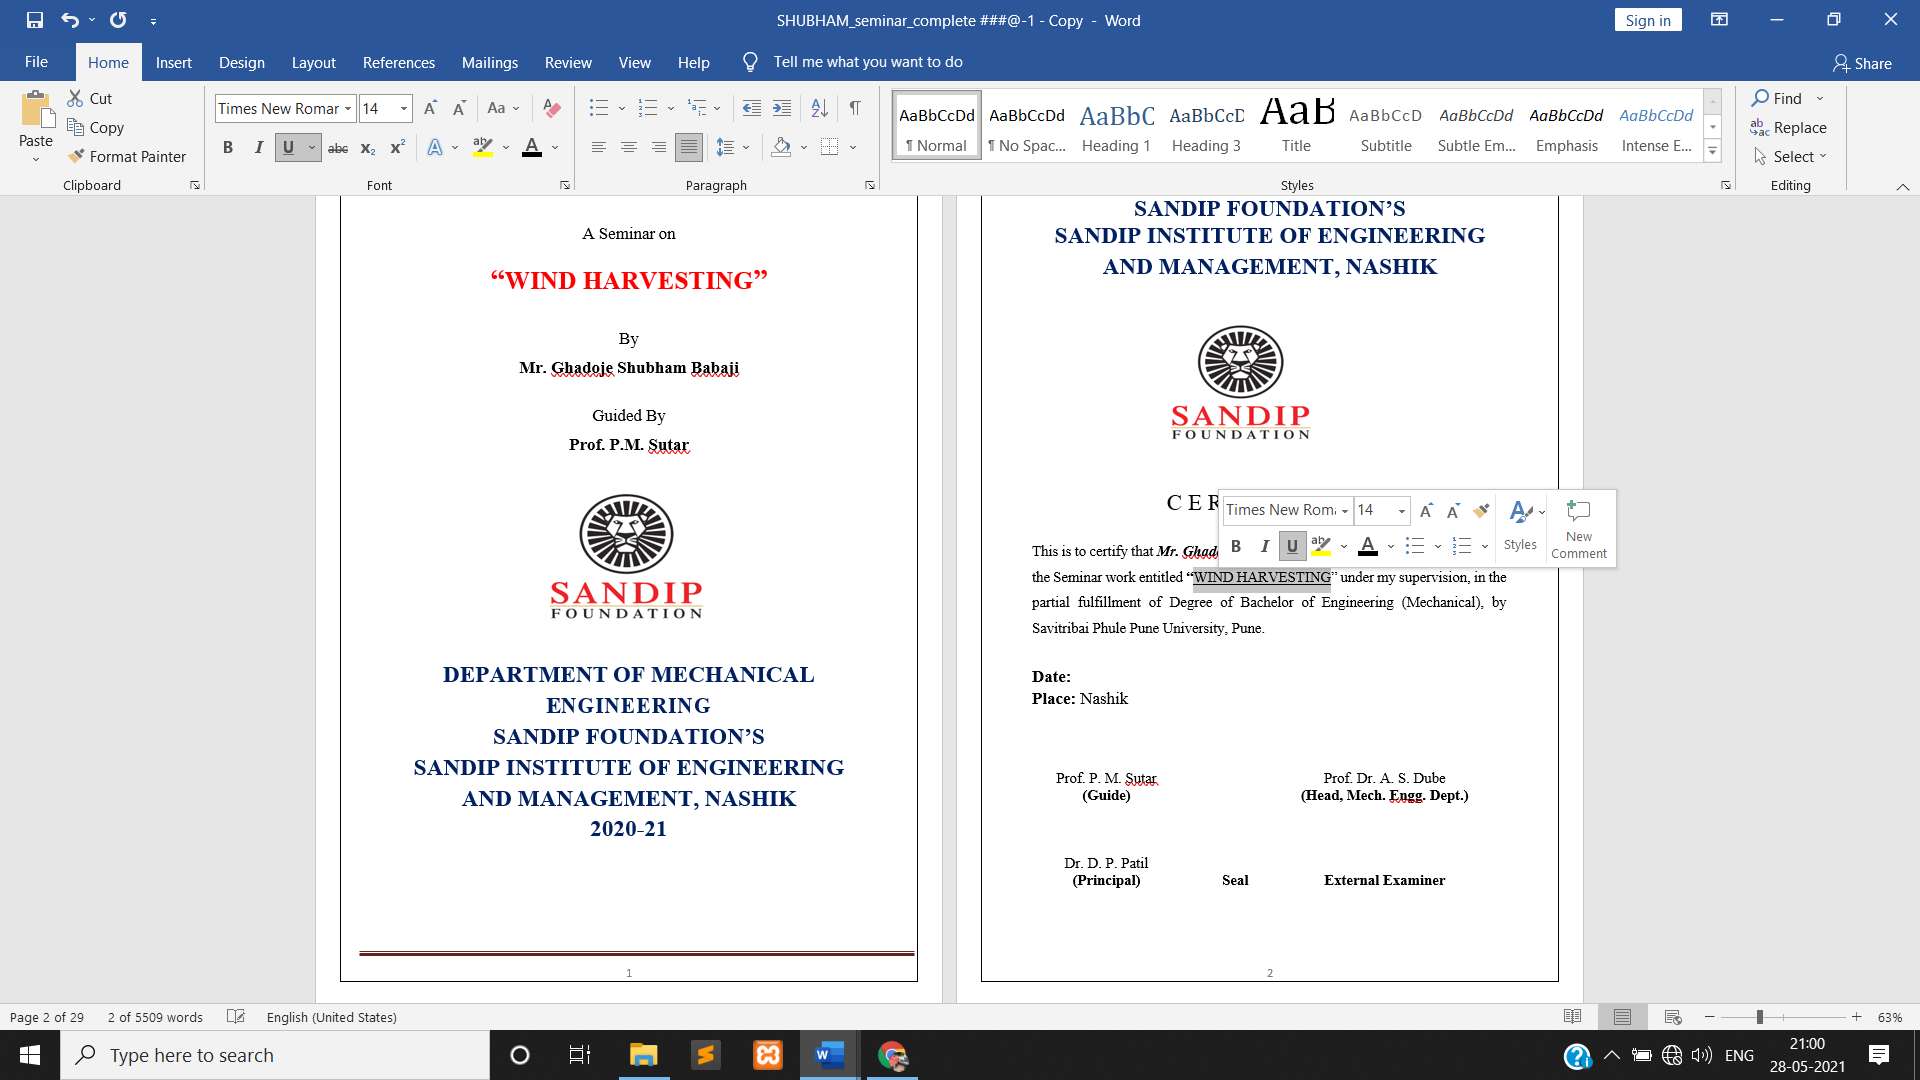 SHUBHAM_seminar_complete ###@-1 - Copy - Word
Sign in
File Home Insert Design Layout References Mailings Review View Help Tell me what you want to do
Share
Paste
Cut
Copy
Format Painter
Clipboard
Times New Romar 14
Aa
B I U abc x₂ x² A ab A
Font
Paragraph
AaBbCcDd AaBbCcDd AaBbC AaBbCcD AaB AaBbCcD AaBbCcDd AaBbCcDd AaBbCcDd
¶ Normal ¶ No Spac... Heading 1 Heading 3 Title Subtitle Subtle Em... Emphasis Intense E...
Styles
Find
Replace
Select
Editing
A Seminar on
“WIND HARVESTING”
By
Mr. Ghadoje Shubham Babaji
Guided By
Prof. P.M. Sutar
SANDIP
FOUNDATION
DEPARTMENT OF MECHANICAL
ENGINEERING
SANDIP FOUNDATION’S
SANDIP INSTITUTE OF ENGINEERING
AND MANAGEMENT, NASHIK
2020-21
1
SANDIP FOUNDATION’S
SANDIP INSTITUTE OF ENGINEERING
AND MANAGEMENT, NASHIK
SANDIP
FOUNDATION
C E R
Times New Roma 14
B I U ab A
Styles
New
Comment
This is to certify that Mr. Ghado
the Seminar work entitled “WIND HARVESTING” under my supervision, in the
partial fulfillment of Degree of Bachelor of Engineering (Mechanical), by
Savitribai Phule Pune University, Pune.
Date:
Place: Nashik
Prof. P. M. Sutar Prof. Dr. A. S. Dube
(Guide) (Head, Mech. Engg. Dept.)
Dr. D. P. Patil
(Principal) Seal External Examiner
2
Page 2 of 29 2 of 5509 words English (United States)
63%
Type here to search
ENG
21:00
28-05-2021